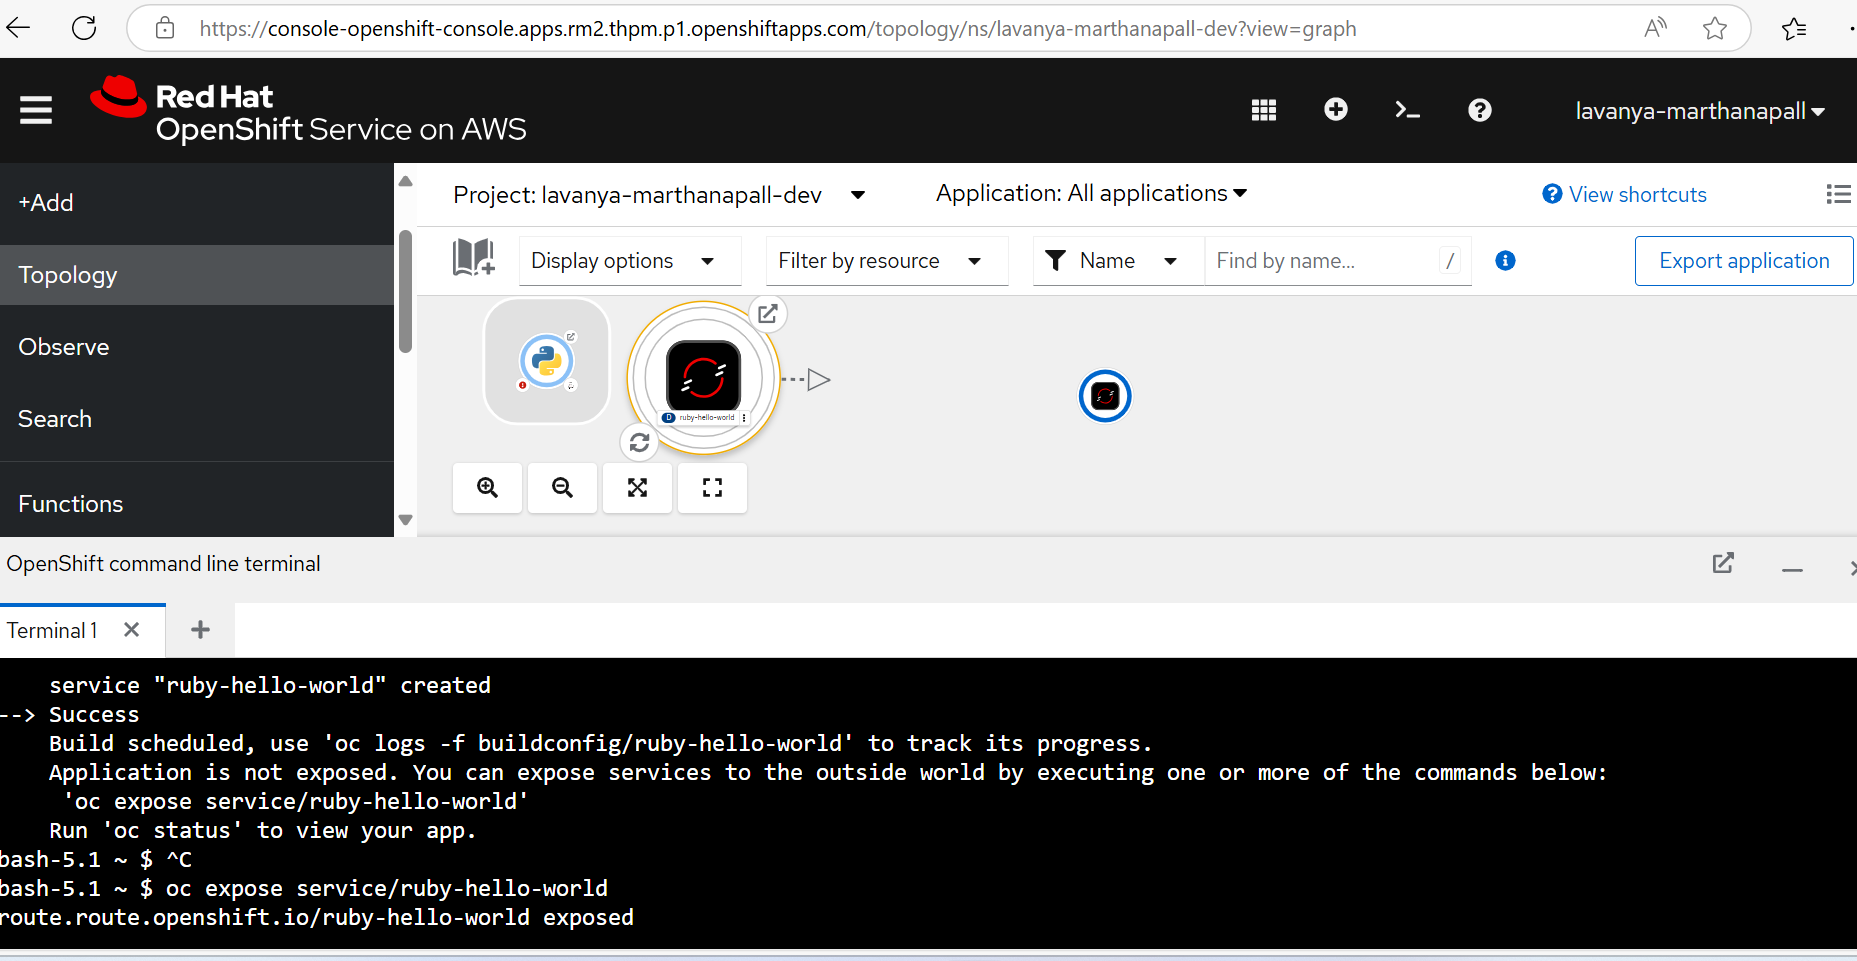 https://console-openshift-console.apps.rm2.thpm.p1.openshiftapps.com/topology/ns/lavanya-marthanapall-dev?view=graph
Red Hat
OpenShift Service on AWS
lavanya-marthanapall
+Add
Topology
Observe
Search
Functions
Project: lavanya-marthanapall-dev
Application: All applications
View shortcuts
Display options
Filter by resource
Name
Find by name...
/
Export application
D ruby-hello-world
OpenShift command line terminal
Terminal 1
service "ruby-hello-world" created
--> Success
Build scheduled, use 'oc logs -f buildconfig/ruby-hello-world' to track its progress.
Application is not exposed. You can expose services to the outside world by executing one or more of the commands below:
'oc expose service/ruby-hello-world'
Run 'oc status' to view your app.
bash-5.1 ~ $ ^C
bash-5.1 ~ $ oc expose service/ruby-hello-world
route.route.openshift.io/ruby-hello-world exposed